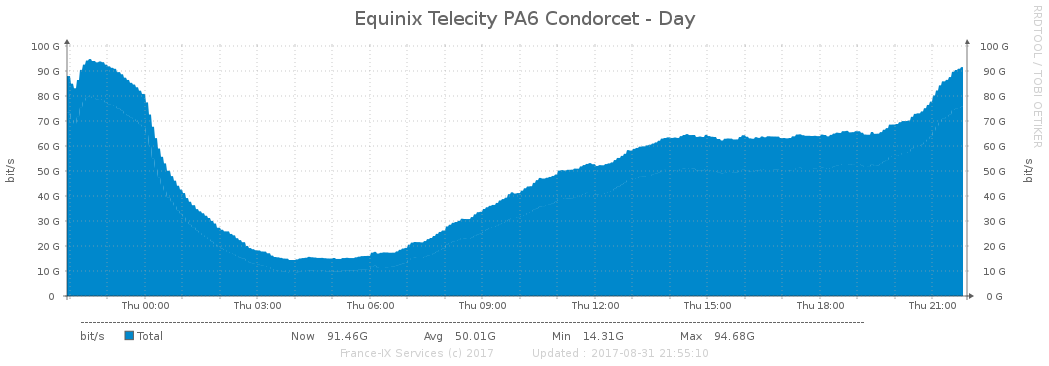 Equinix Telecity PA6 Condorcet - Day
RRDTOOL / TOBI OETIKER
bit/s
100 G
90 G
80 G
70 G
60 G
50 G
40 G
30 G
20 G
10 G
0
100 G
90 G
80 G
70 G
60 G
50 G
40 G
30 G
20 G
10 G
0 G
bit/s
Thu 00:00 Thu 03:00 Thu 06:00 Thu 09:00 Thu 12:00 Thu 15:00 Thu 18:00 Thu 21:00
bit/s Total Now 91.46G Avg 50.01G Min 14.31G Max 94.68G
France-IX Services (c) 2017 Updated : 2017-08-31 21:55:10